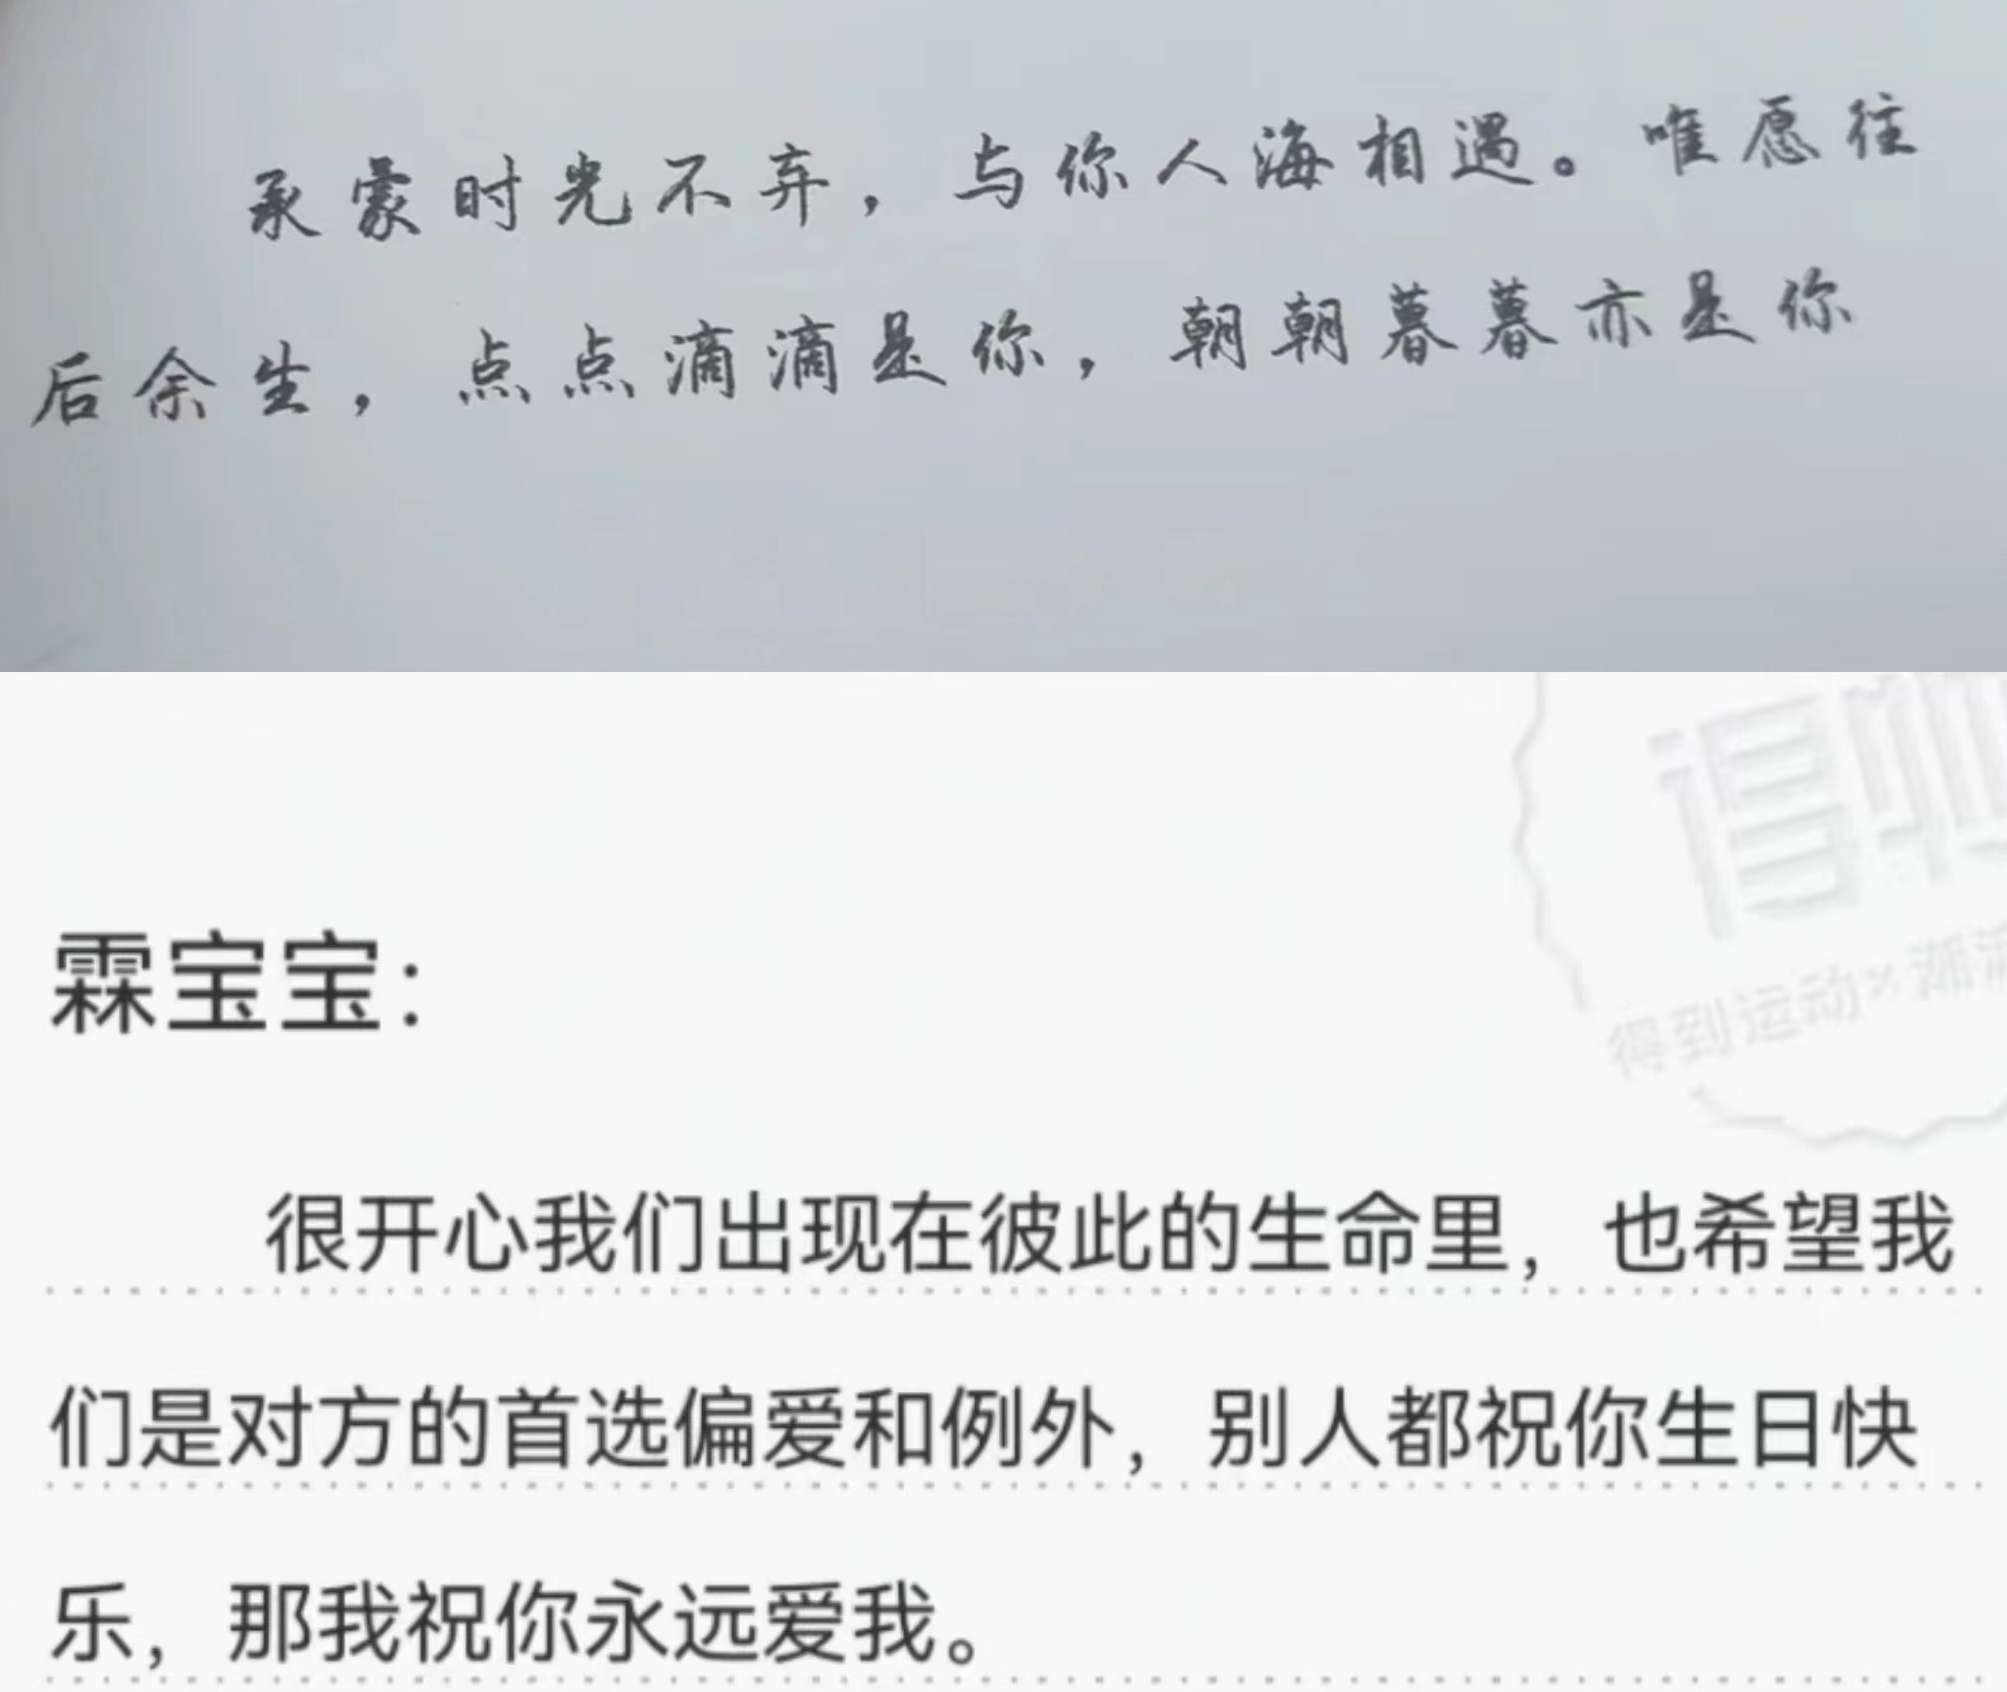 承蒙时光不弃，与你人海相遇。唯愿往
后余生，点点滴滴是你，朝朝暮暮亦是你
得
得到运动×潮
霖宝宝：
很开心我们出现在彼此的生命里，也希望我
们是对方的首选偏爱和例外，别人都祝你生日快
乐，那我祝你永远爱我。